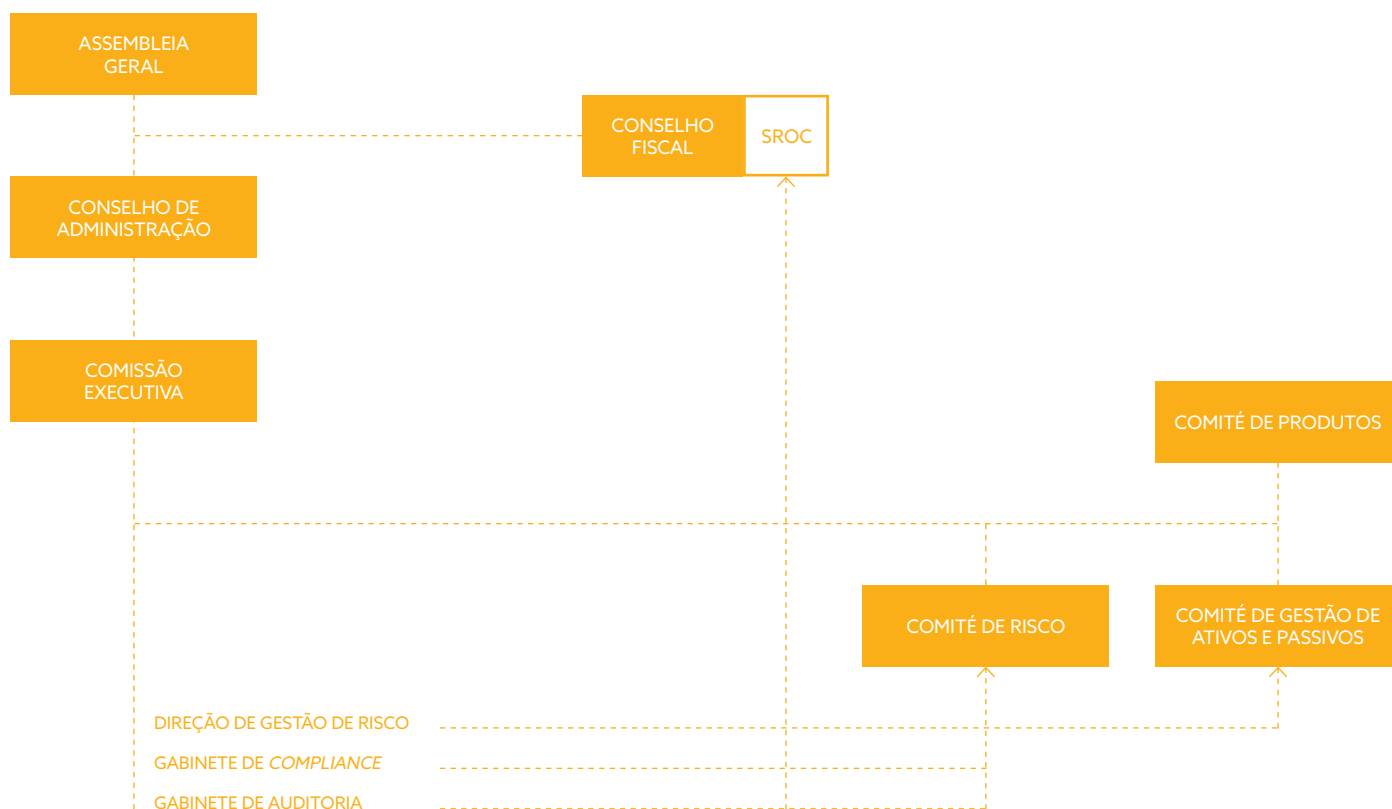 ASSEMBLEIA
GERAL
CONSELHO
FISCAL
SROC
CONSELHO DE
ADMINISTRAÇÃO
COMISSÃO
EXECUTIVA
COMITÉ DE PRODUTOS
COMITÉ DE RISCO
COMITÉ DE GESTÃO DE
ATIVOS E PASSIVOS
DIREÇÃO DE GESTÃO DE RISCO
GABINETE DE COMPLIANCE
GABINETE DE AUDITORIA